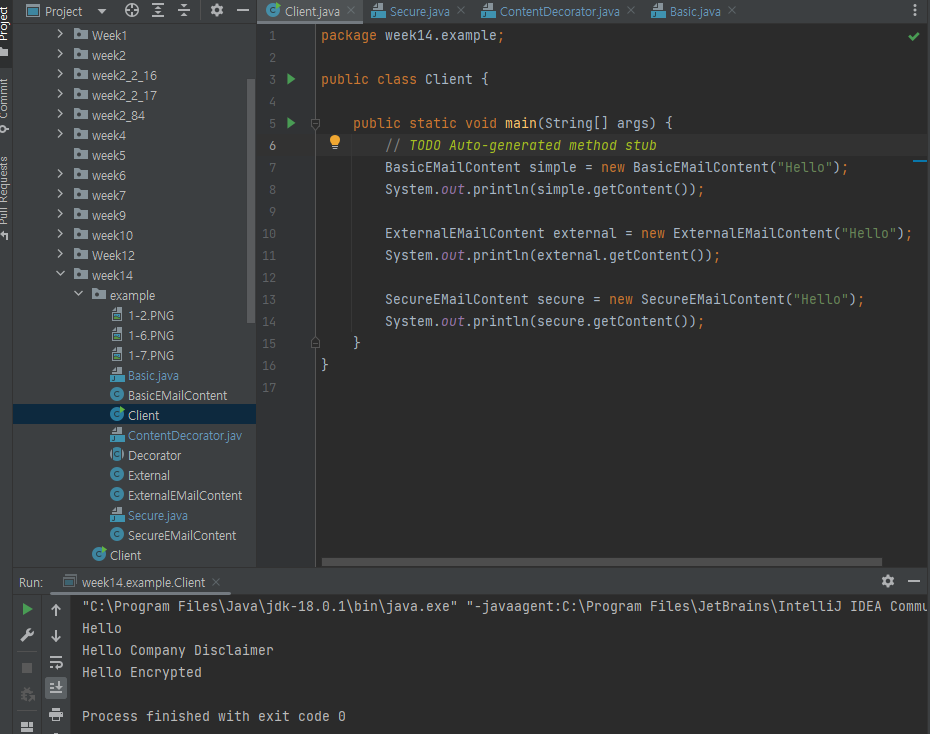 Project
Client.java
Secure.java
ContentDecorator.java
Basic.java
Project
Commit
Pull Requests
Week1
week2
week2_2_16
week2_2_17
week2_84
week4
week5
week6
week7
week9
week10
Week12
week14
example
1-2.PNG
1-6.PNG
1-7.PNG
Basic.java
BasicEMailContent
Client
ContentDecorator.jav
Decorator
External
ExternalEMailContent
Secure.java
SecureEMailContent
Client
1 package week14.example;
2
3 public class Client {
4
5 public static void main(String[] args) {
6 // TODO Auto-generated method stub
7 BasicEMailContent simple = new BasicEMailContent("Hello");
8 System.out.println(simple.getContent());
9
10 ExternalEMailContent external = new ExternalEMailContent("Hello");
11 System.out.println(external.getContent());
12
13 SecureEMailContent secure = new SecureEMailContent("Hello");
14 System.out.println(secure.getContent());
15 }
16 }
17
Run: week14.example.Client
"C:\Program Files\Java\jdk-18.0.1\bin\java.exe" "-javaagent:C:\Program Files\JetBrains\IntelliJ IDEA Commu
Hello
Hello Company Disclaimer
Hello Encrypted
Process finished with exit code 0